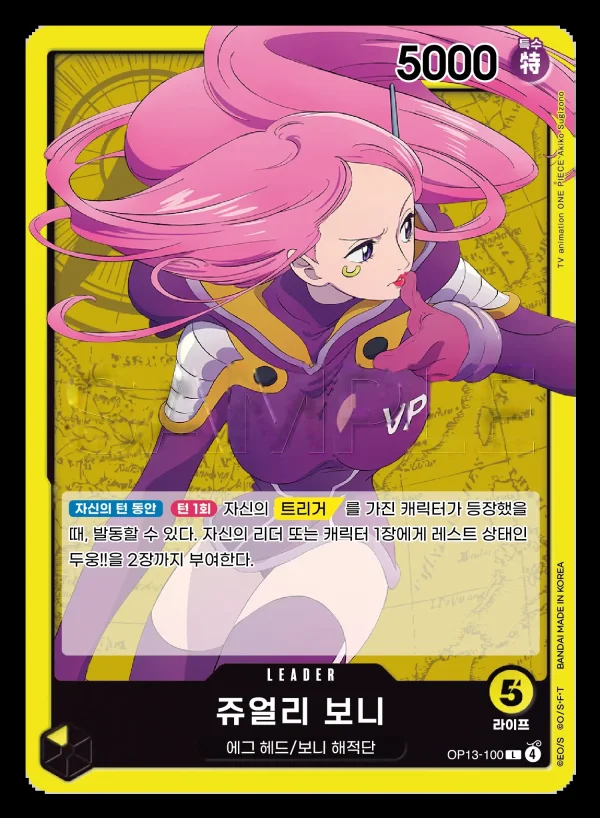 5000
특수
特
TV animation ONE PIECE Akiko Sugizono
SAMPLE
VP
자신의 턴 동안 턴 1회 자신의 트리거 를 가진 캐릭터가 등장했을
때, 발동할 수 있다. 자신의 리더 또는 캐릭터 1장에게 레스트 상태인
두웅!!을 2장까지 부여한다.
BANDAI MADE IN KOREA
©EO/S ©O/S·F·T
LEADER
쥬얼리 보니
5
라이프
에그 헤드/보니 해적단
OP13-100 L 4